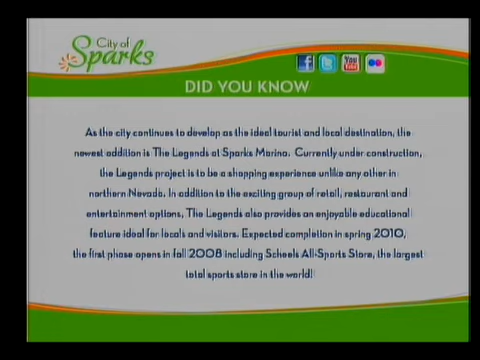 City of
Sparks
DID YOU KNOW
As the city continues to develop as the ideal tourist and local destination, the
newest addition is The Legends at Sparks Marina. Currently under construction,
the Legends project is to be a shopping experience unlike any other in
northern Nevada. In addition to the exciting group of retail, restaurant and
entertainment options, The Legends also provides an enjoyable educational
feature ideal for locals and visitors. Expected completion in spring 2010,
the first phase opens in fall 2008 including Scheels All-Sports Store, the largest
total sports store in the world!